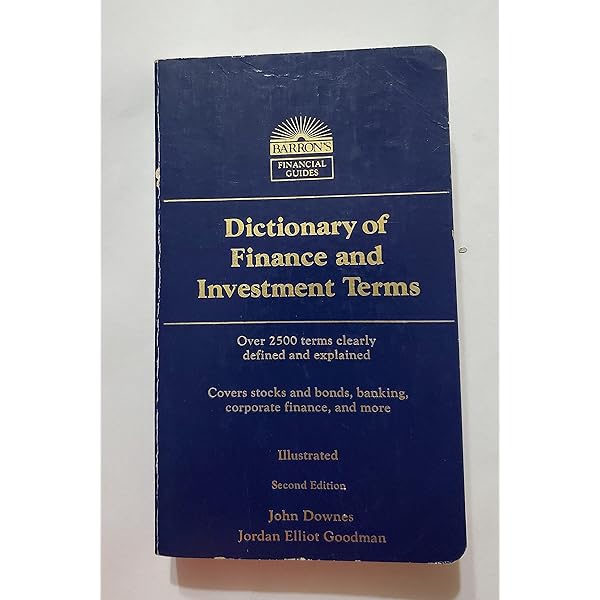 BARRON'S
FINANCIAL
GUIDES
Dictionary of
Finance and
Investment Terms
Over 2500 terms clearly
defined and explained
Covers stocks and bonds, banking,
corporate finance, and more
Illustrated
Second Edition
John Downes
Jordan Elliot Goodman